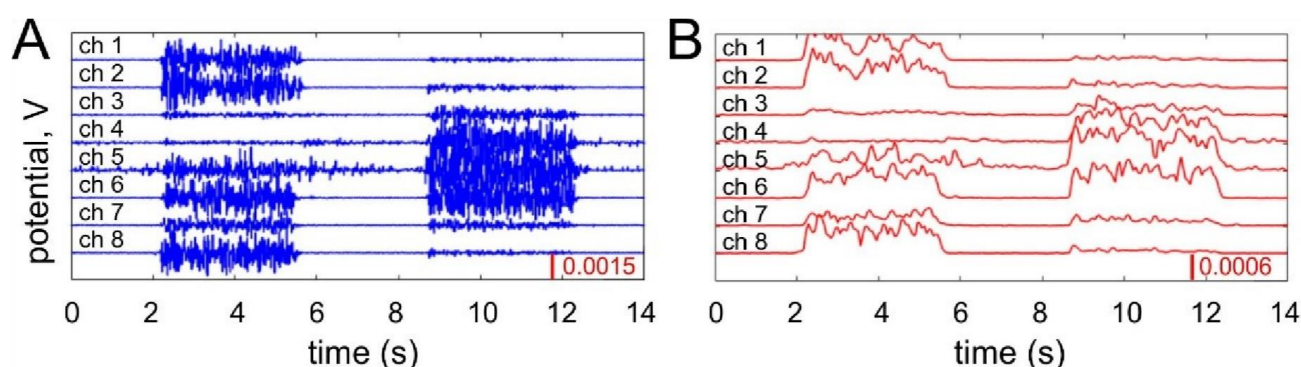 A
potential, V
ch 1
ch 2
ch 3
ch 4
ch 5
ch 6
ch 7
ch 8
0.0015
0 2 4 6 8 10 12 14
time (s)
B
ch 1
ch 2
ch 3
ch 4
ch 5
ch 6
ch 7
ch 8
0.0006
0 2 4 6 8 10 12 14
time (s)